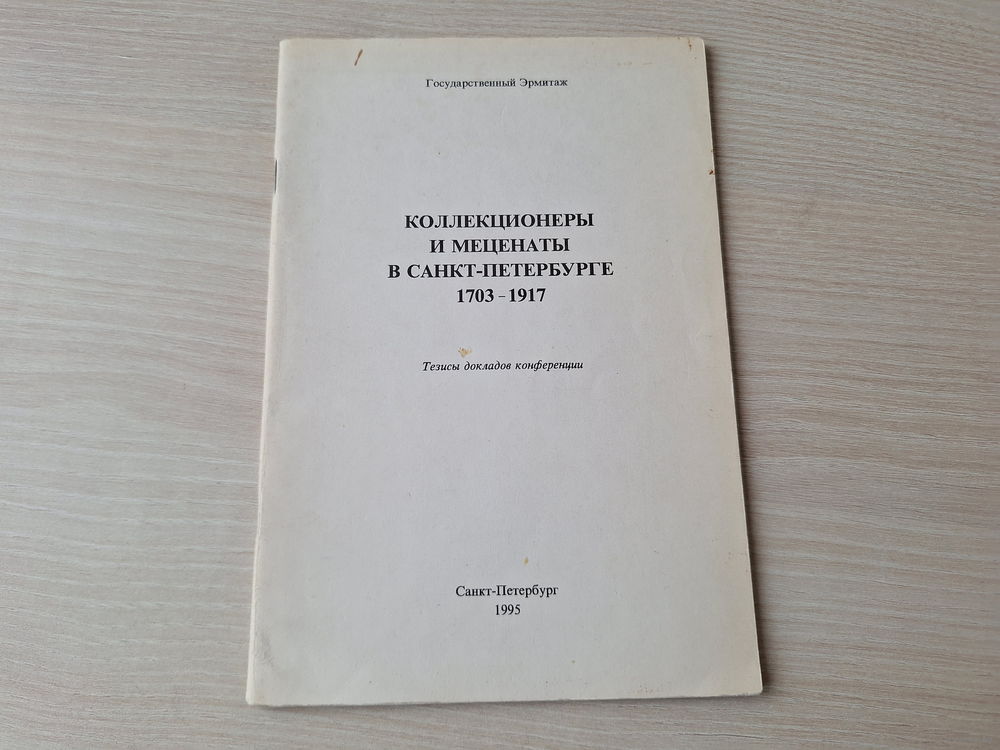 Государственный Эрмитаж
КОЛЛЕКЦИОНЕРЫ
И МЕЦЕНАТЫ
В САНКТ-ПЕТЕРБУРГЕ
1703 – 1917
Тезисы докладов конференции
Санкт-Петербург
1995